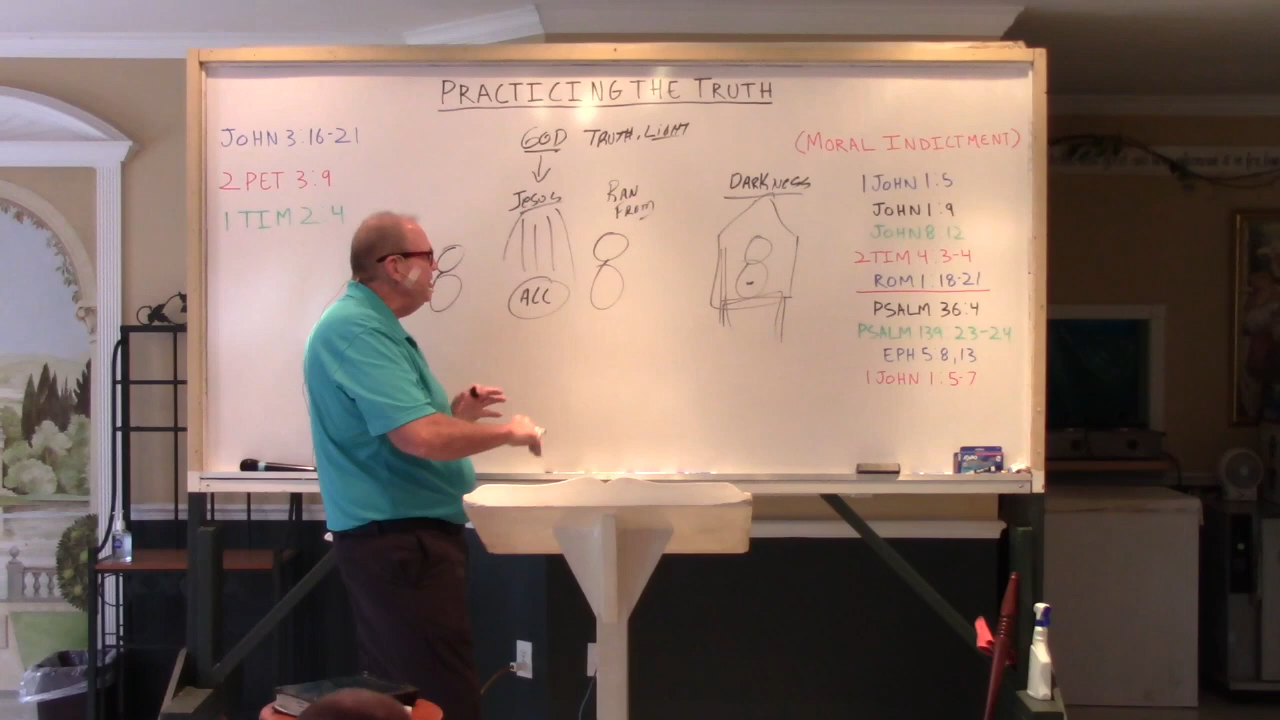 PRACTICING THE TRUTH
JOHN 3:16-21
2 PET 3:9
1 TIM 2:4
GOD TRUTH, LIGHT
JESUS
ALL
RAN
FROM
DARKNESS
(MORAL INDICTMENT)
1 JOHN 1:5
JOHN 1:9
JOHN 8:12
2 TIM 4:3-4
ROM 1:18-21
PSALM 36:4
PSALM 139:23-24
EPH 5:8,13
1 JOHN 1:5-7
EXPO